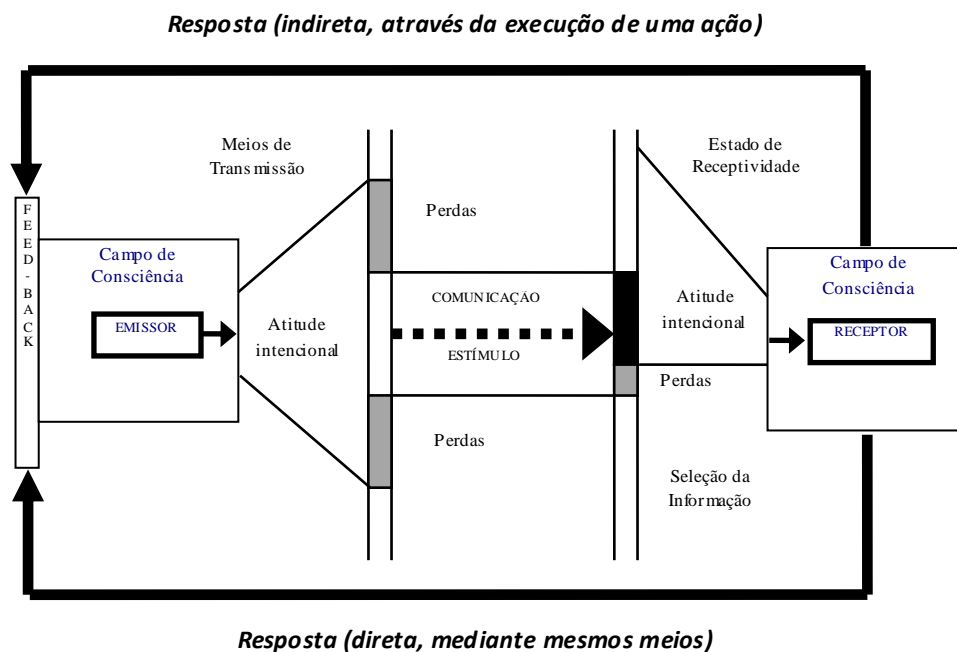 Resposta (indireta, através da execução de uma ação)
Meios de
Transmissão
Estado de
Receptividade
FEED-BACK
Perdas
Campo de
Consciência
EMISSOR
Atitude
intencional
COMUNICAÇÃO
ESTÍMULO
Atitude
intencional
Campo de
Consciência
RECEPTOR
Perdas
Perdas
Seleção da
Informação
Resposta (direta, mediante mesmos meios)